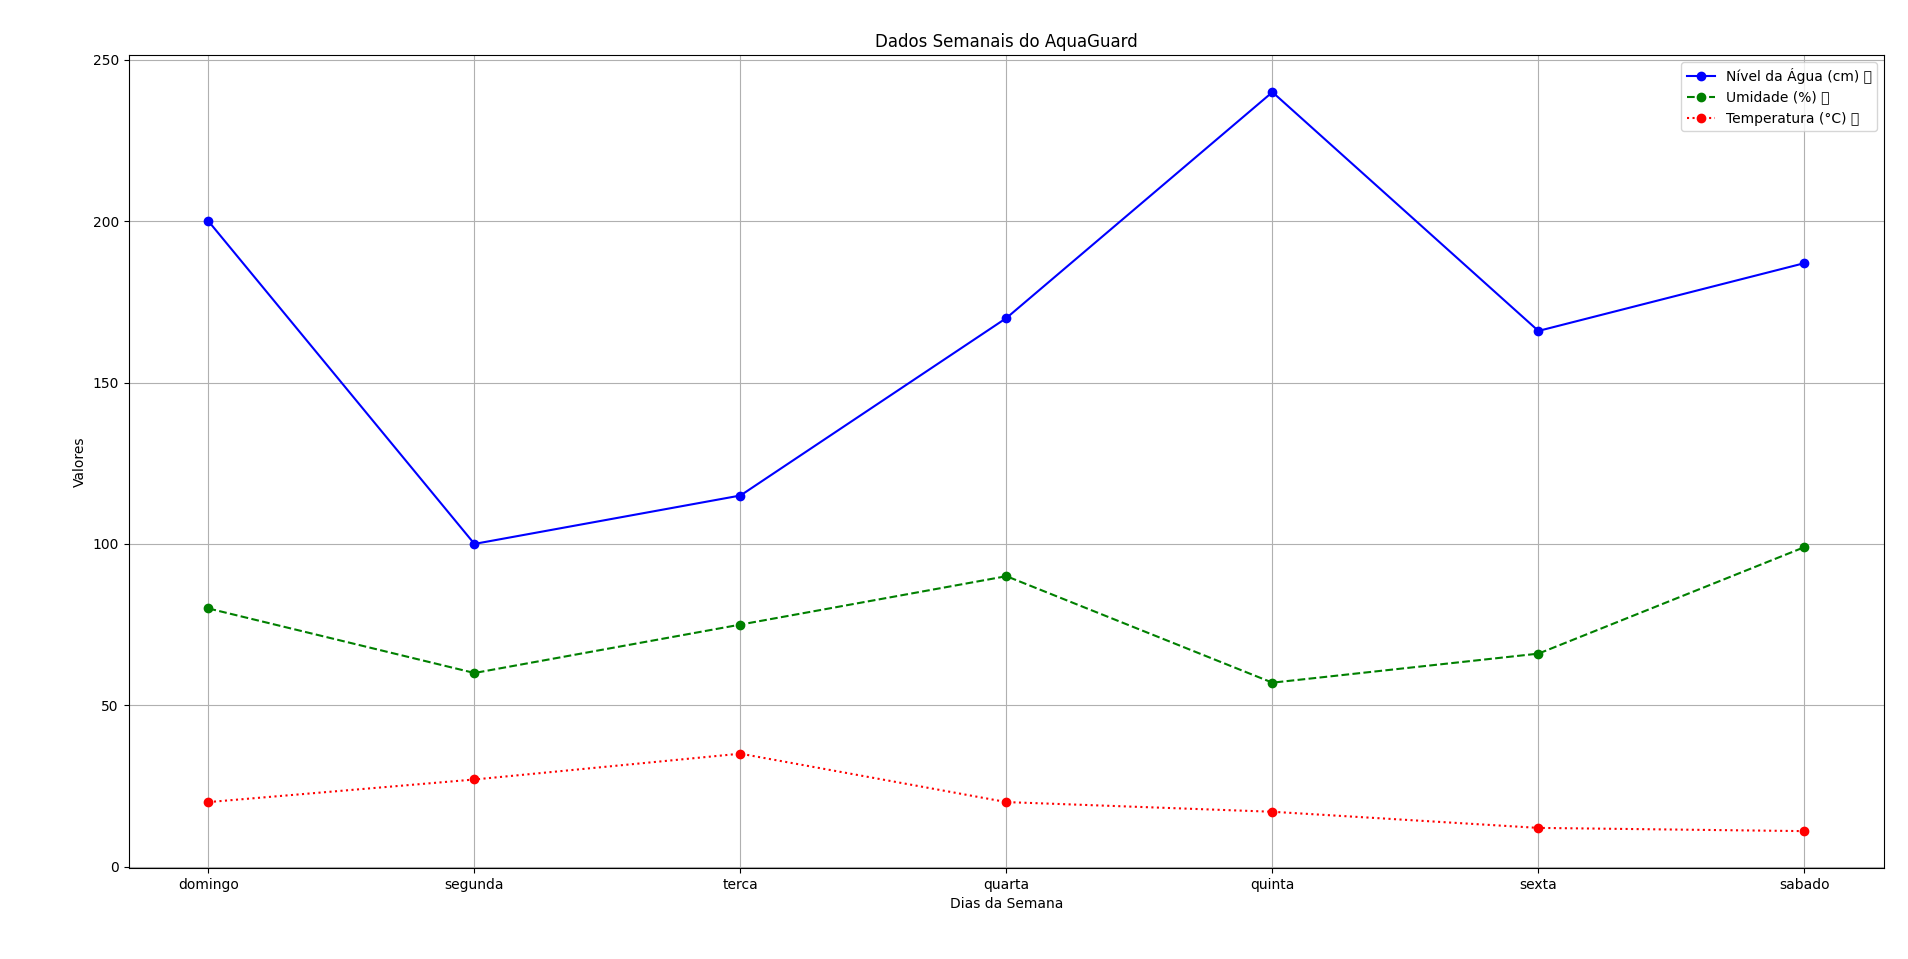 Dados Semanais do AquaGuard
250
200
150
100
50
0
Valores
Nível da Água (cm)
Umidade (%)
Temperatura (°C)
domingo segunda terca quarta quinta sexta sabado
Dias da Semana